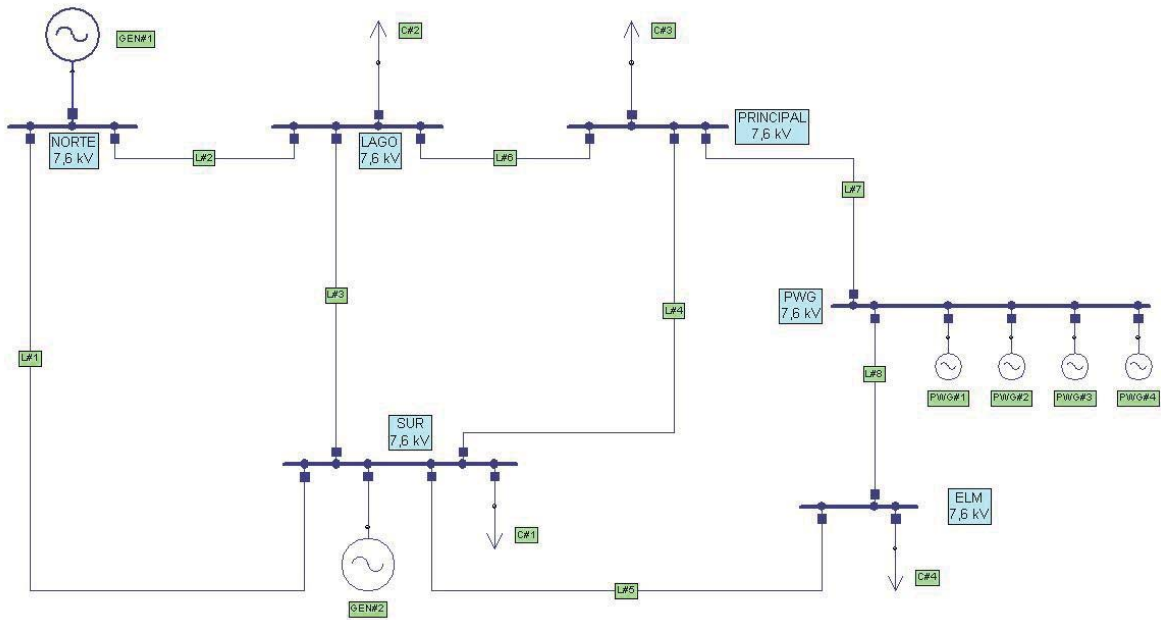 GEN#1
C#2
C#3
NORTE
7,6 kV
LAGO
7,6 kV
PRINCIPAL
7,6 kV
L#2
L#6
L#7
L#3
L#4
PWG
7,6 kV
L#1
L#8
PWG#1
PWG#2
PWG#3
PWG#4
SUR
7,6 kV
ELM
7,6 kV
C#1
C#4
L#5
GEN#2